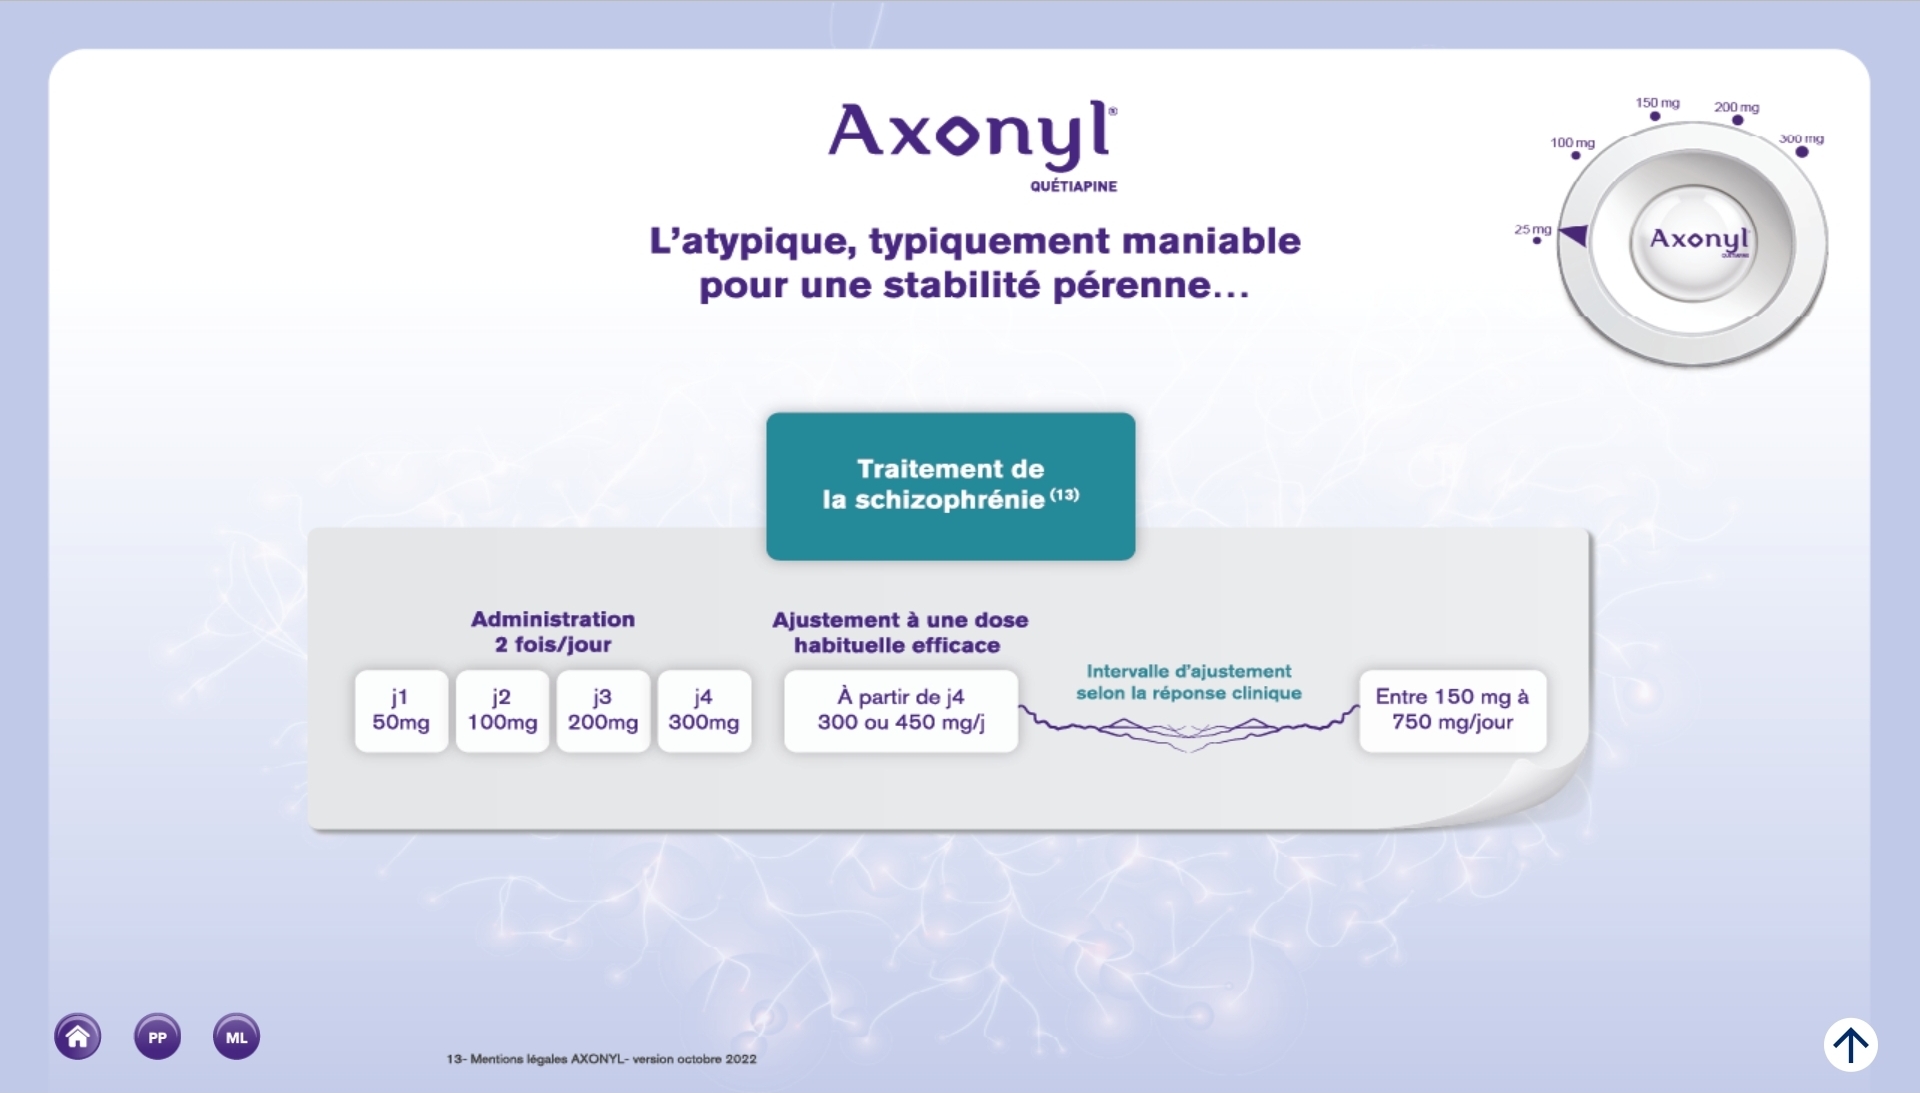 Axonyl®
QUÉTIAPINE
L'atypique, typiquement maniable
pour une stabilité pérenne…
25 mg
100 mg
150 mg
200 mg
300 mg
Axonyl
QUÉTIAPINE
Traitement de
la schizophrénie (13)
Administration
2 fois/jour
j1
50mg
j2
100mg
j3
200mg
j4
300mg
Ajustement à une dose
habituelle efficace
À partir de j4
300 ou 450 mg/j
Intervalle d'ajustement
selon la réponse clinique
Entre 150 mg à
750 mg/jour
PP
ML
13- Mentions légales AXONYL- version octobre 2022